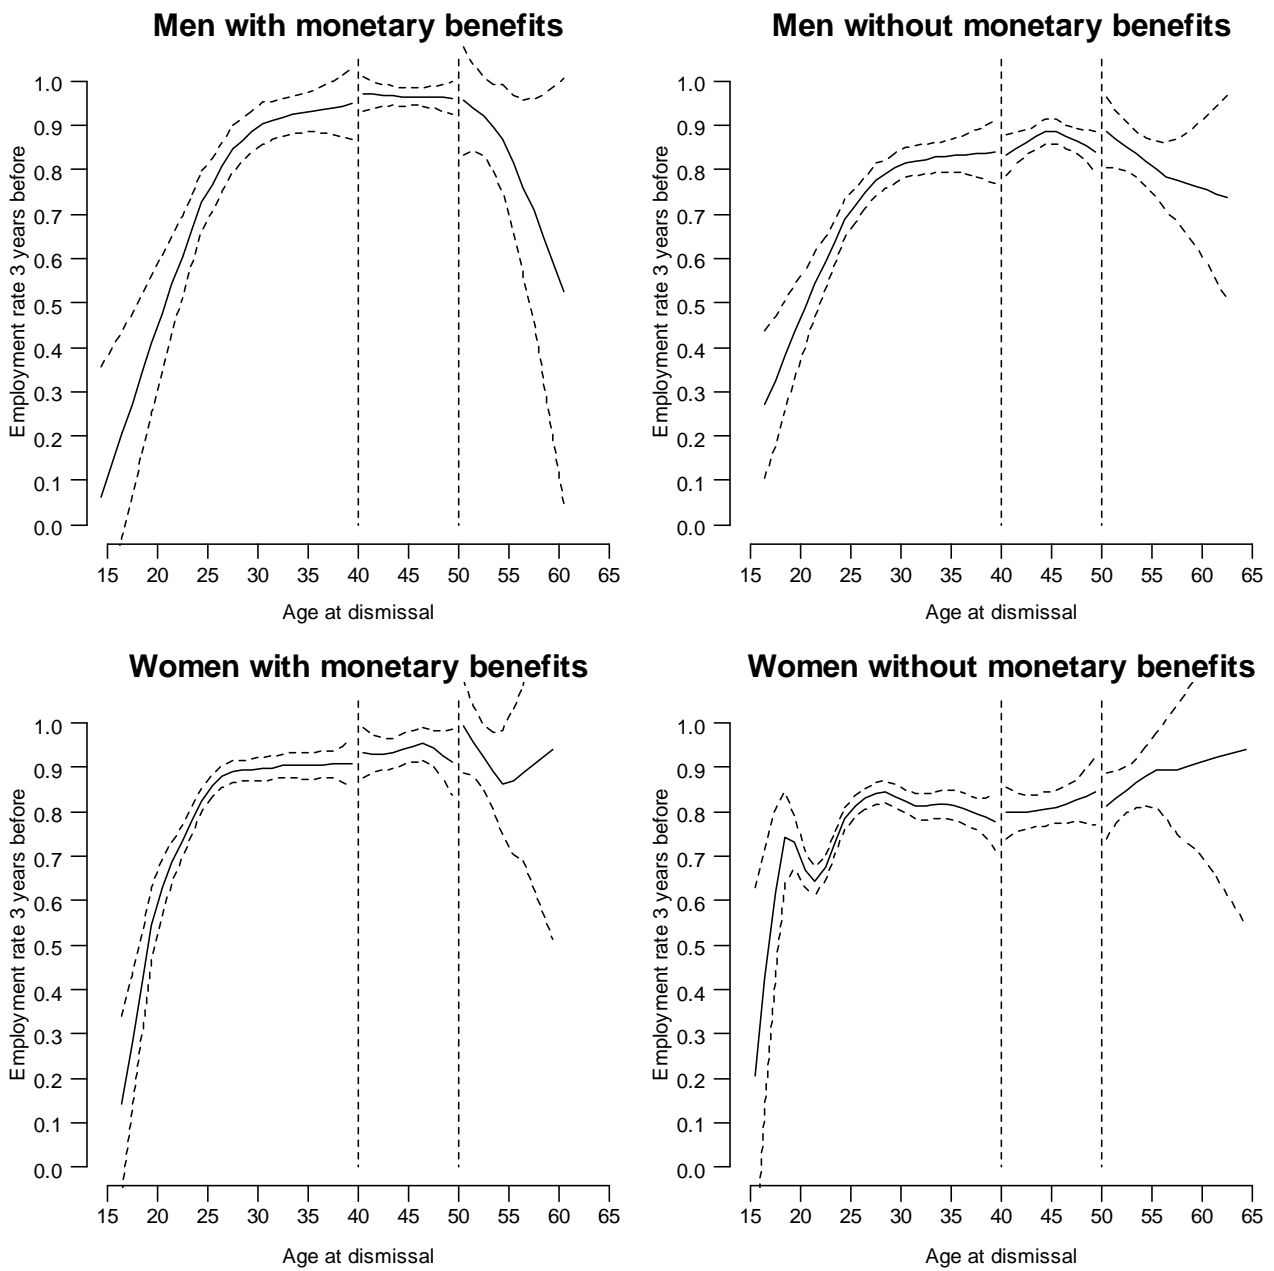 Men with monetary benefits
Employment rate 3 years before
1.0
0.9
0.8
0.7
0.6
0.5
0.4
0.3
0.2
0.1
0.0
15 20 25 30 35 40 45 50 55 60 65
Age at dismissal
Men without monetary benefits
Employment rate 3 years before
1.0
0.9
0.8
0.7
0.6
0.5
0.4
0.3
0.2
0.1
0.0
15 20 25 30 35 40 45 50 55 60 65
Age at dismissal
Women with monetary benefits
Employment rate 3 years before
1.0
0.9
0.8
0.7
0.6
0.5
0.4
0.3
0.2
0.1
0.0
15 20 25 30 35 40 45 50 55 60 65
Age at dismissal
Women without monetary benefits
Employment rate 3 years before
1.0
0.9
0.8
0.7
0.6
0.5
0.4
0.3
0.2
0.1
0.0
15 20 25 30 35 40 45 50 55 60 65
Age at dismissal